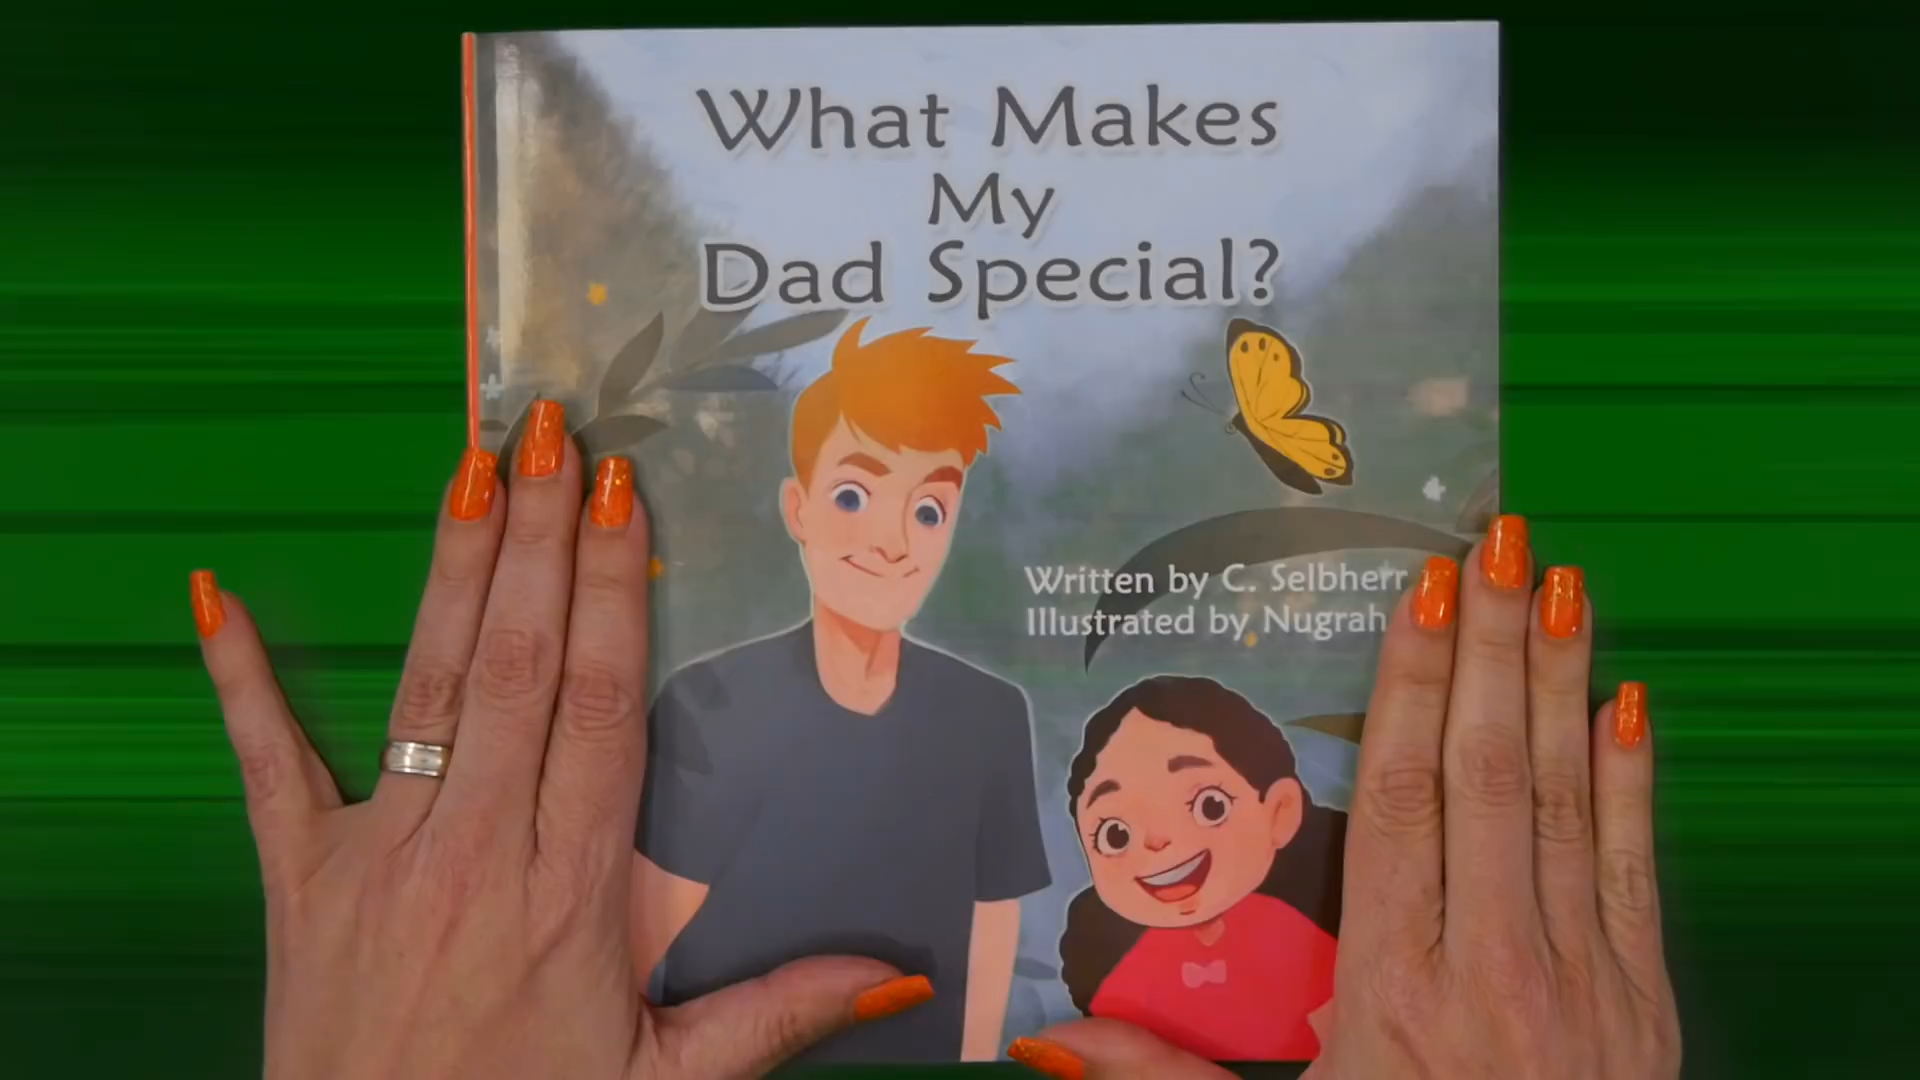 What Makes
My
Dad Special?
Written by C. Selbherr
Illustrated by Nugrah